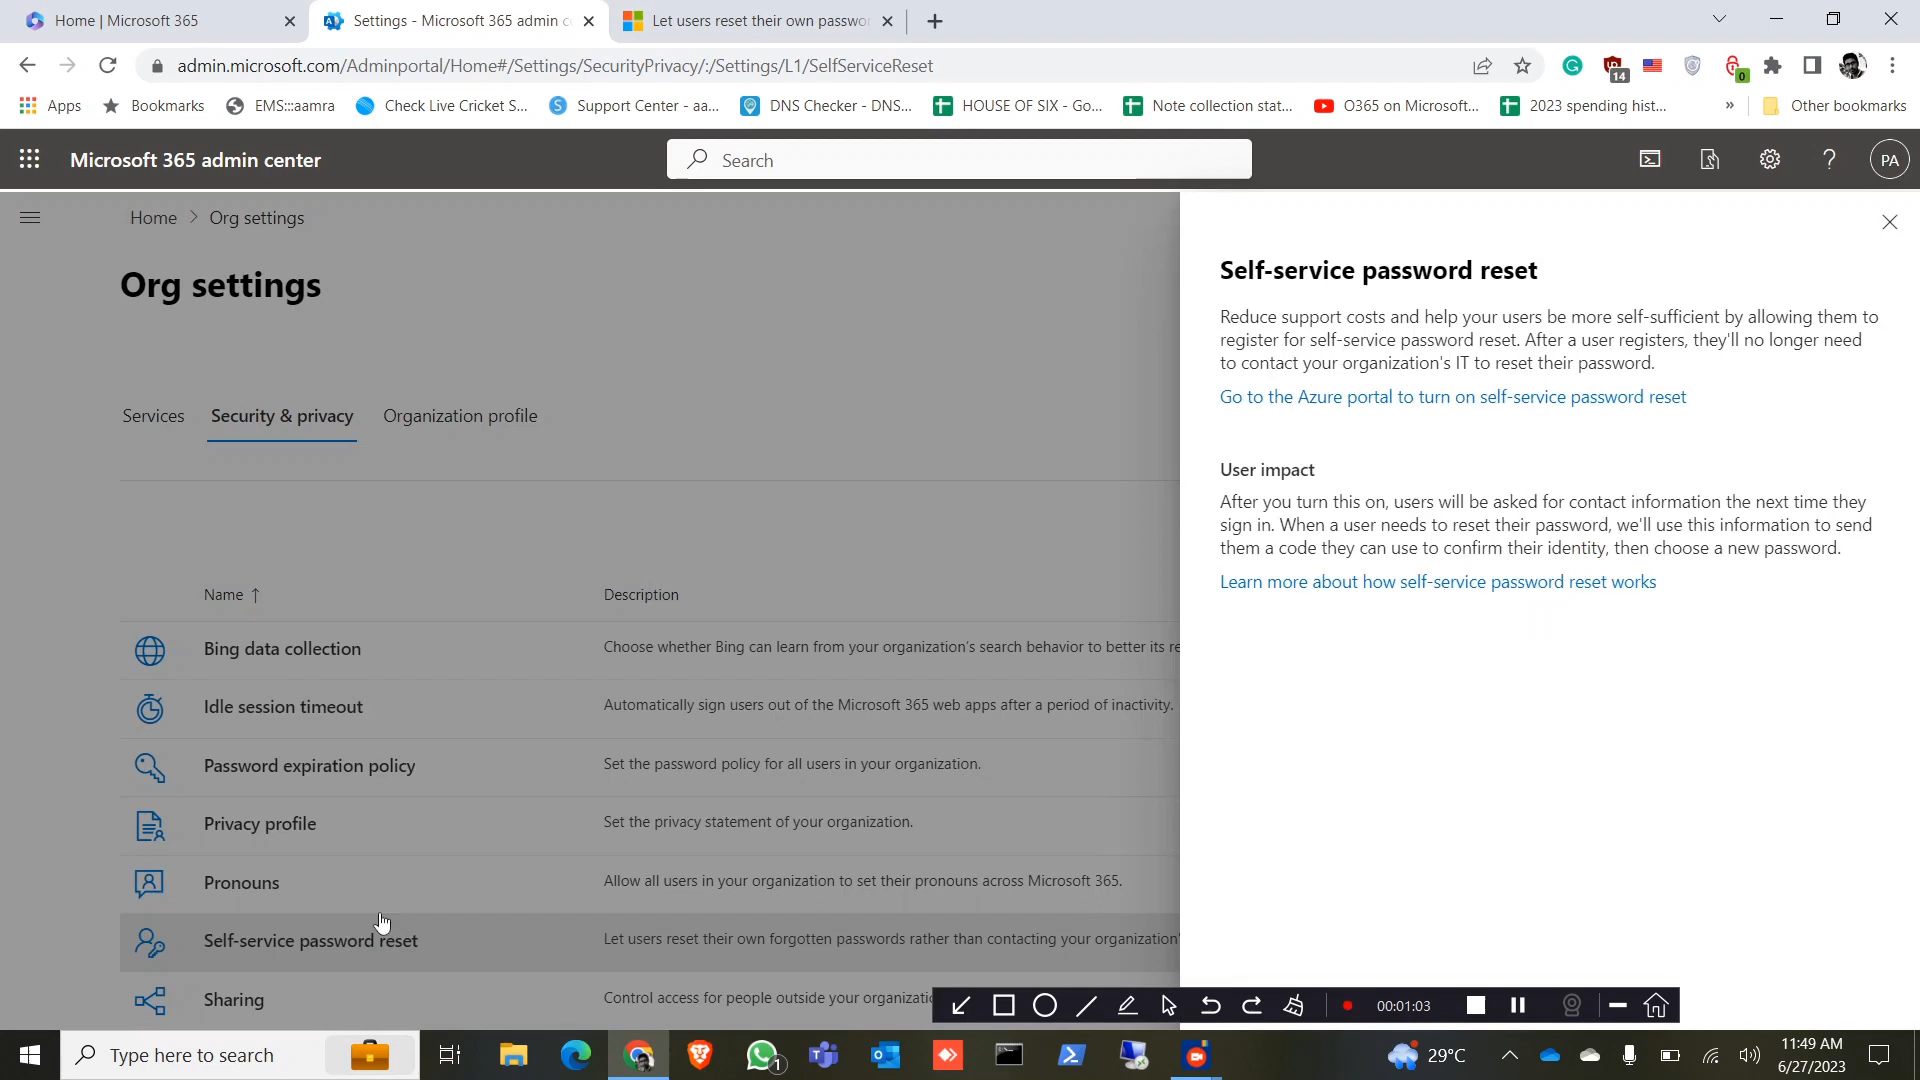 Home | Microsoft 365
Settings - Microsoft 365 admin c
Let users reset their own passwo
admin.microsoft.com/Adminportal/Home#/Settings/SecurityPrivacy/:/Settings/L1/SelfServiceReset
14
0
Apps
Bookmarks
EMS::aamra
Check Live Cricket S...
Support Center - aa...
DNS Checker - DNS...
HOUSE OF SIX - Go...
Note collection stat...
O365 on Microsoft...
2023 spending hist...
»
Other bookmarks
Microsoft 365 admin center
Search
PA
Home > Org settings
Org settings
Services
Security & privacy
Organization profile
Name ↑
Description
Bing data collection
Choose whether Bing can learn from your organization's search behavior to better its re
Idle session timeout
Automatically sign users out of the Microsoft 365 web apps after a period of inactivity.
Password expiration policy
Set the password policy for all users in your organization.
Privacy profile
Set the privacy statement of your organization.
Pronouns
Allow all users in your organization to set their pronouns across Microsoft 365.
Self-service password reset
Let users reset their own forgotten passwords rather than contacting your organization'
Sharing
Control access for people outside your organizatio
Self-service password reset
Reduce support costs and help your users be more self-sufficient by allowing them to
register for self-service password reset. After a user registers, they'll no longer need
to contact your organization's IT to reset their password.
Go to the Azure portal to turn on self-service password reset
User impact
After you turn this on, users will be asked for contact information the next time they
sign in. When a user needs to reset their password, we'll use this information to send
them a code they can use to confirm their identity, then choose a new password.
Learn more about how self-service password reset works
00:01:03
Type here to search
1
29°C
11:49 AM
6/27/2023